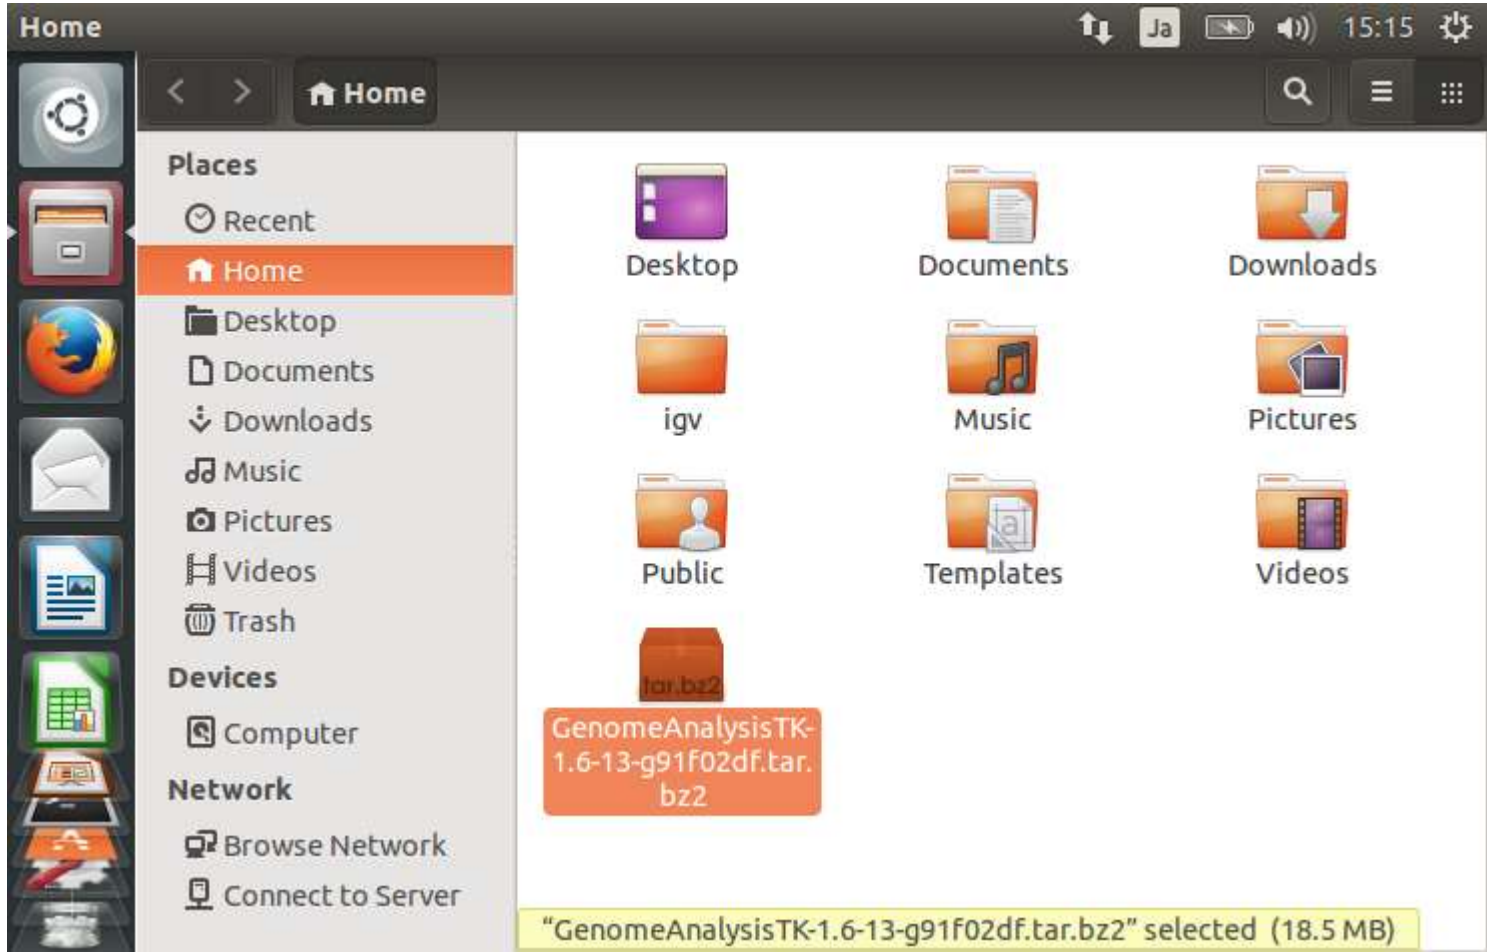 Home
Ja
15:15
Home
Places
Recent
Home
Desktop
Documents
Downloads
Music
Pictures
Videos
Trash
Devices
Computer
Network
Browse Network
Connect to Server
Desktop
Documents
Downloads
igv
Music
Pictures
Public
a
Templates
Videos
tar.bz2
GenomeAnalysisTK-
1.6-13-g91f02df.tar.
bz2
“GenomeAnalysisTK-1.6-13-g91f02df.tar.bz2” selected (18.5 MB)